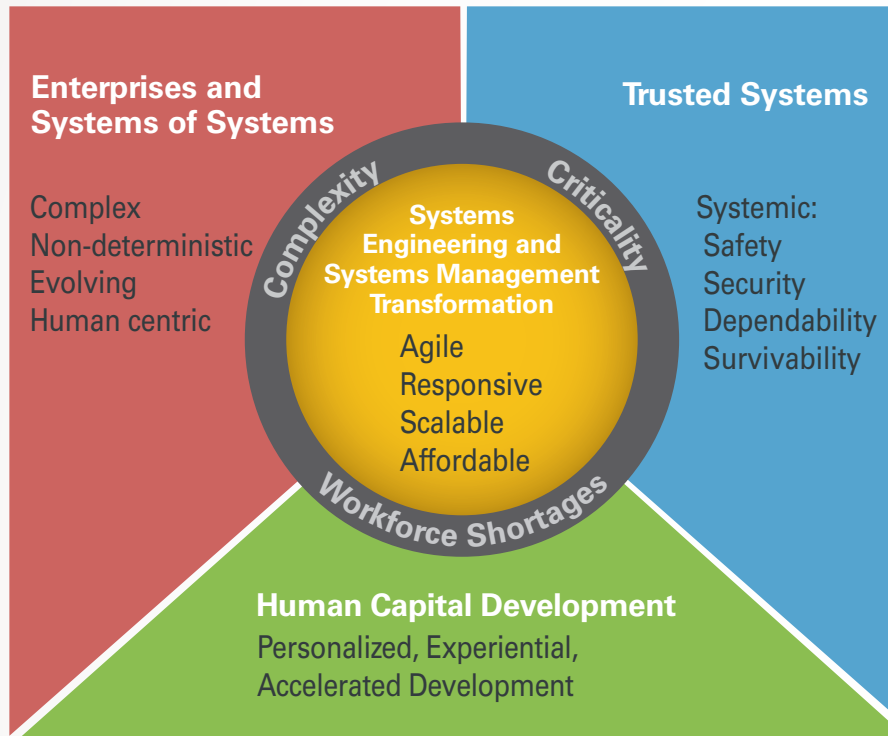 Enterprises and
Systems of Systems
Complex
Non-deterministic
Evolving
Human centric
Trusted Systems
Systemic:
Safety
Security
Dependability
Survivability
Complexity
Criticality
Systems
Engineering and
Systems Management
Transformation
Agile
Responsive
Scalable
Affordable
Workforce Shortages
Human Capital Development
Personalized, Experiential,
Accelerated Development